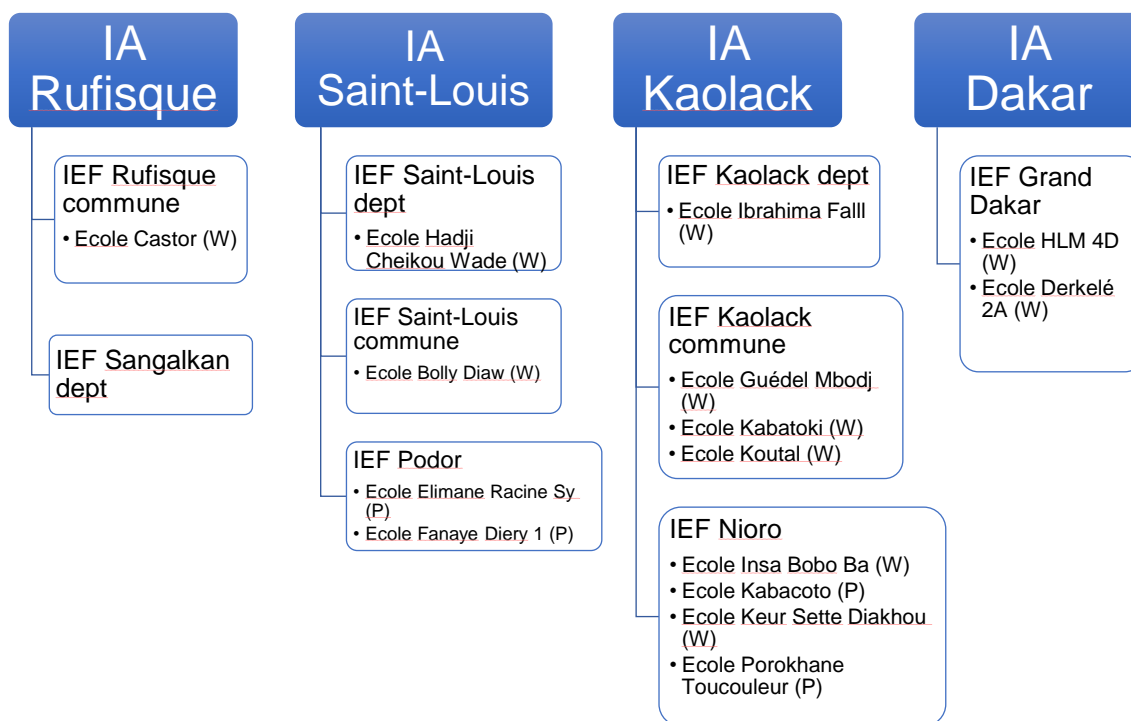 IA
Rufisque
IEF Rufisque
commune
• Ecole Castor (W)
IEF Sangalkan
dept
IA
Saint-Louis
IEF Saint-Louis
dept
• Ecole Hadji
Cheikou Wade (W)
IEF Saint-Louis
commune
• Ecole Bolly Diaw (W)
IEF Podor
• Ecole Elimane Racine Sy
(P)
• Ecole Fanaye Diery 1 (P)
IA
Kaolack
IEF Kaolack dept
• Ecole Ibrahima Falll
(W)
IEF Kaolack
commune
• Ecole Guédel Mbodj
(W)
• Ecole Kabatoki (W)
• Ecole Koutal (W)
IEF Nioro
• Ecole Insa Bobo Ba (W)
• Ecole Kabacoto (P)
• Ecole Keur Sette Diakhou
(W)
• Ecole Porokhane
Toucouleur (P)
IA
Dakar
IEF Grand
Dakar
• Ecole HLM 4D
(W)
• Ecole Derkelé
2A (W)